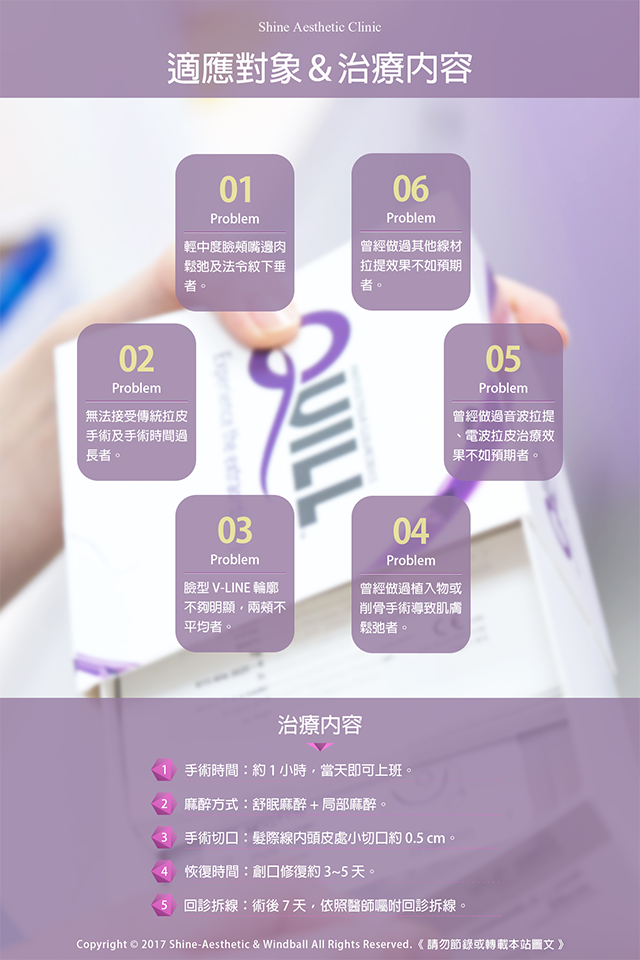 Shine Aesthetic Clinic
適應對象 & 治療內容
01
Problem
輕中度臉頰嘴邊肉
鬆弛及法令紋下垂
者。
02
Problem
無法接受傳統拉皮
手術及手術時間過
長者。
03
Problem
臉型 V-LINE 輪廓
不夠明顯，兩頰不
平均者。
04
Problem
曾經做過植入物或
削骨手術導致肌膚
鬆弛者。
05
Problem
曾經做過音波拉提
、電波拉皮治療效
果不如預期者。
06
Problem
曾經做過其他線材
拉提效果不如預期
者。
QUILL
治療內容
1 手術時間：約 1 小時，當天即可上班。
2 麻醉方式：舒眠麻醉 + 局部麻醉。
3 手術切口：髮際線內頭皮處小切口約 0.5 cm。
4 恢復時間：創口修復約 3~5 天。
5 回診拆線：術後 7 天，依照醫師囑咐回診拆線。
Copyright © 2017 Shine-Aesthetic & Windball All Rights Reserved.《 請勿節錄或轉載本站圖文 》